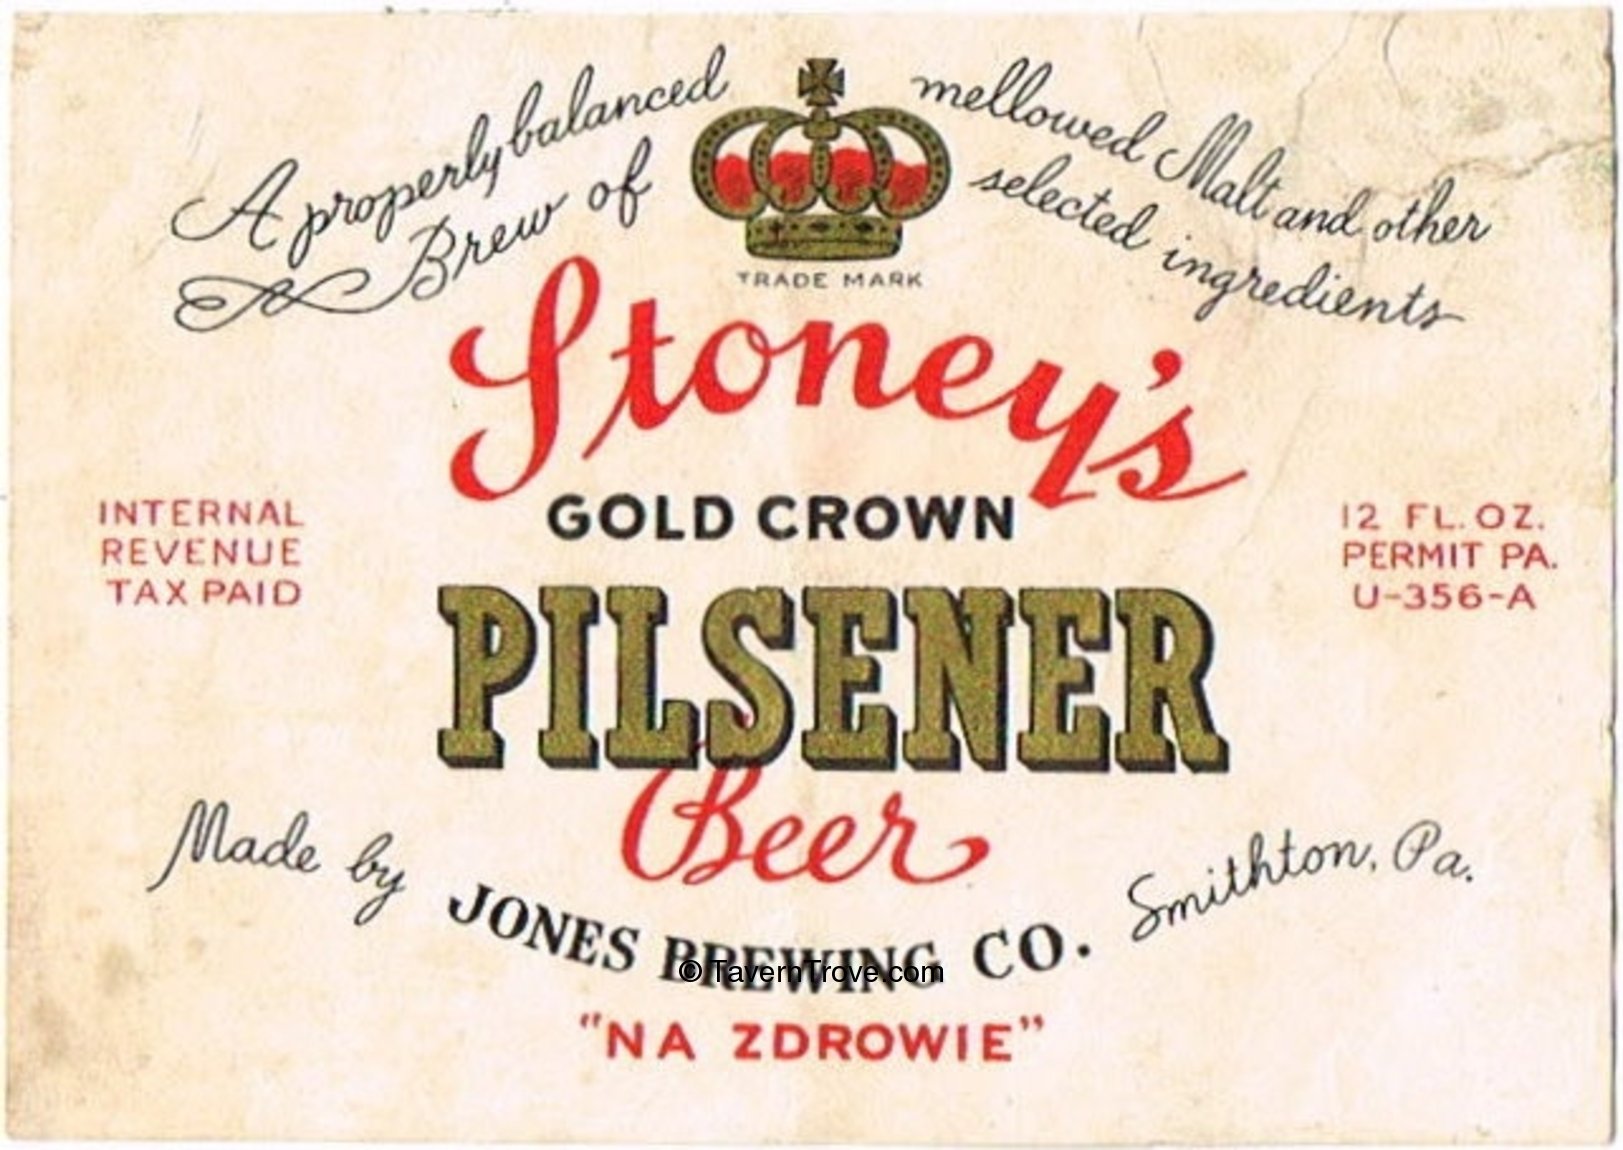 A properly balanced
Brew of
mellowed Malt and other
selected ingredients
TRADE MARK
Stoney's
GOLD CROWN
INTERNAL
REVENUE
TAX PAID
12 FL. OZ.
PERMIT PA.
U-356-A
PILSENER
Beer
Made by JONES BREWING CO. Smithton, Pa.
© TavernTrove.com
"NA ZDROWIE"